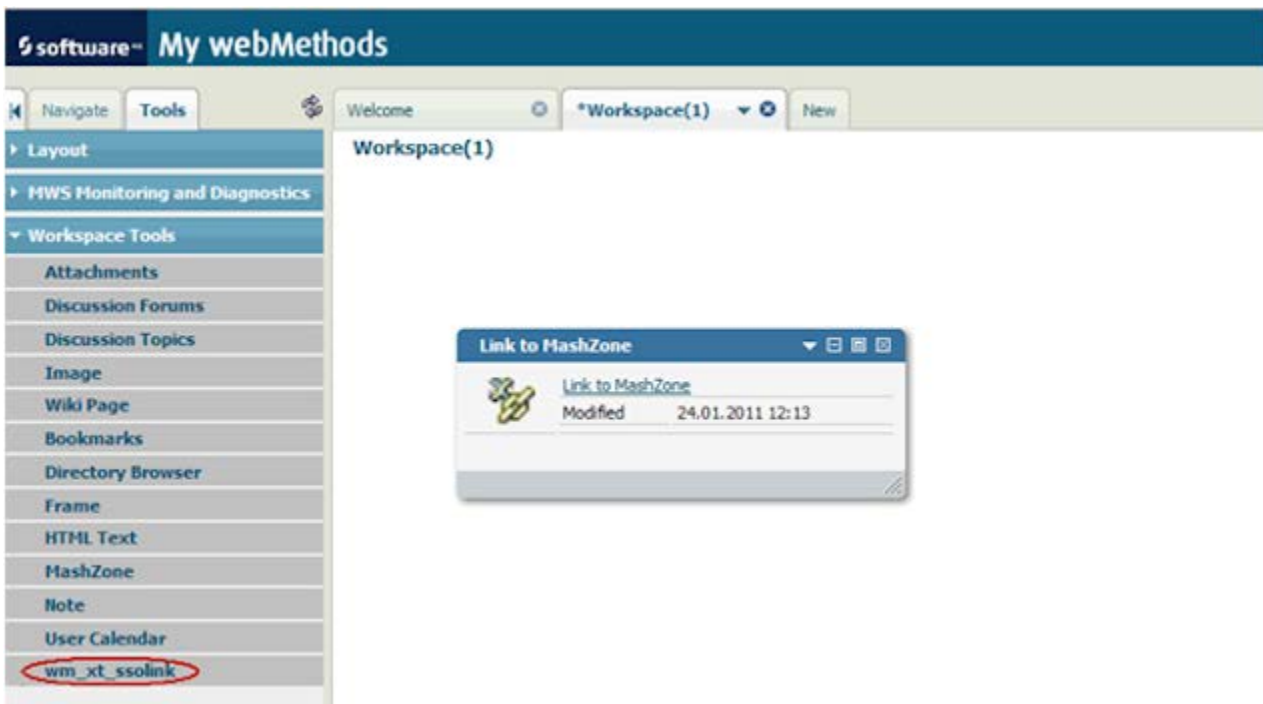 software My webMethods
Navigate Tools Welcome *Workspace(1) New
Layout
MWS Monitoring and Diagnostics
Workspace Tools
Attachments
Discussion Forums
Discussion Topics
Image
Wiki Page
Bookmarks
Directory Browser
Frame
HTML Text
MashZone
Note
User Calendar
wm_xt_ssolink
Workspace(1)
Link to MashZone
Link to MashZone
Modified 24.01.2011 12:13